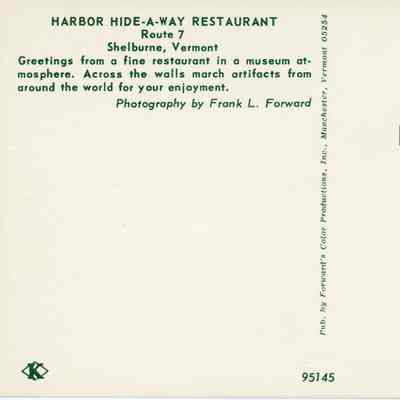 HARBOR HIDE-A-WAY RESTAURANT
Route 7
Shelburne, Vermont
Greetings from a fine restaurant in a museum at-
mosphere. Across the walls march artifacts from
around the world for your enjoyment.
Photography by Frank L. Forward
Pub. by Forward's Color Productions, Inc., Manchester, Vermont 05254
K
95145